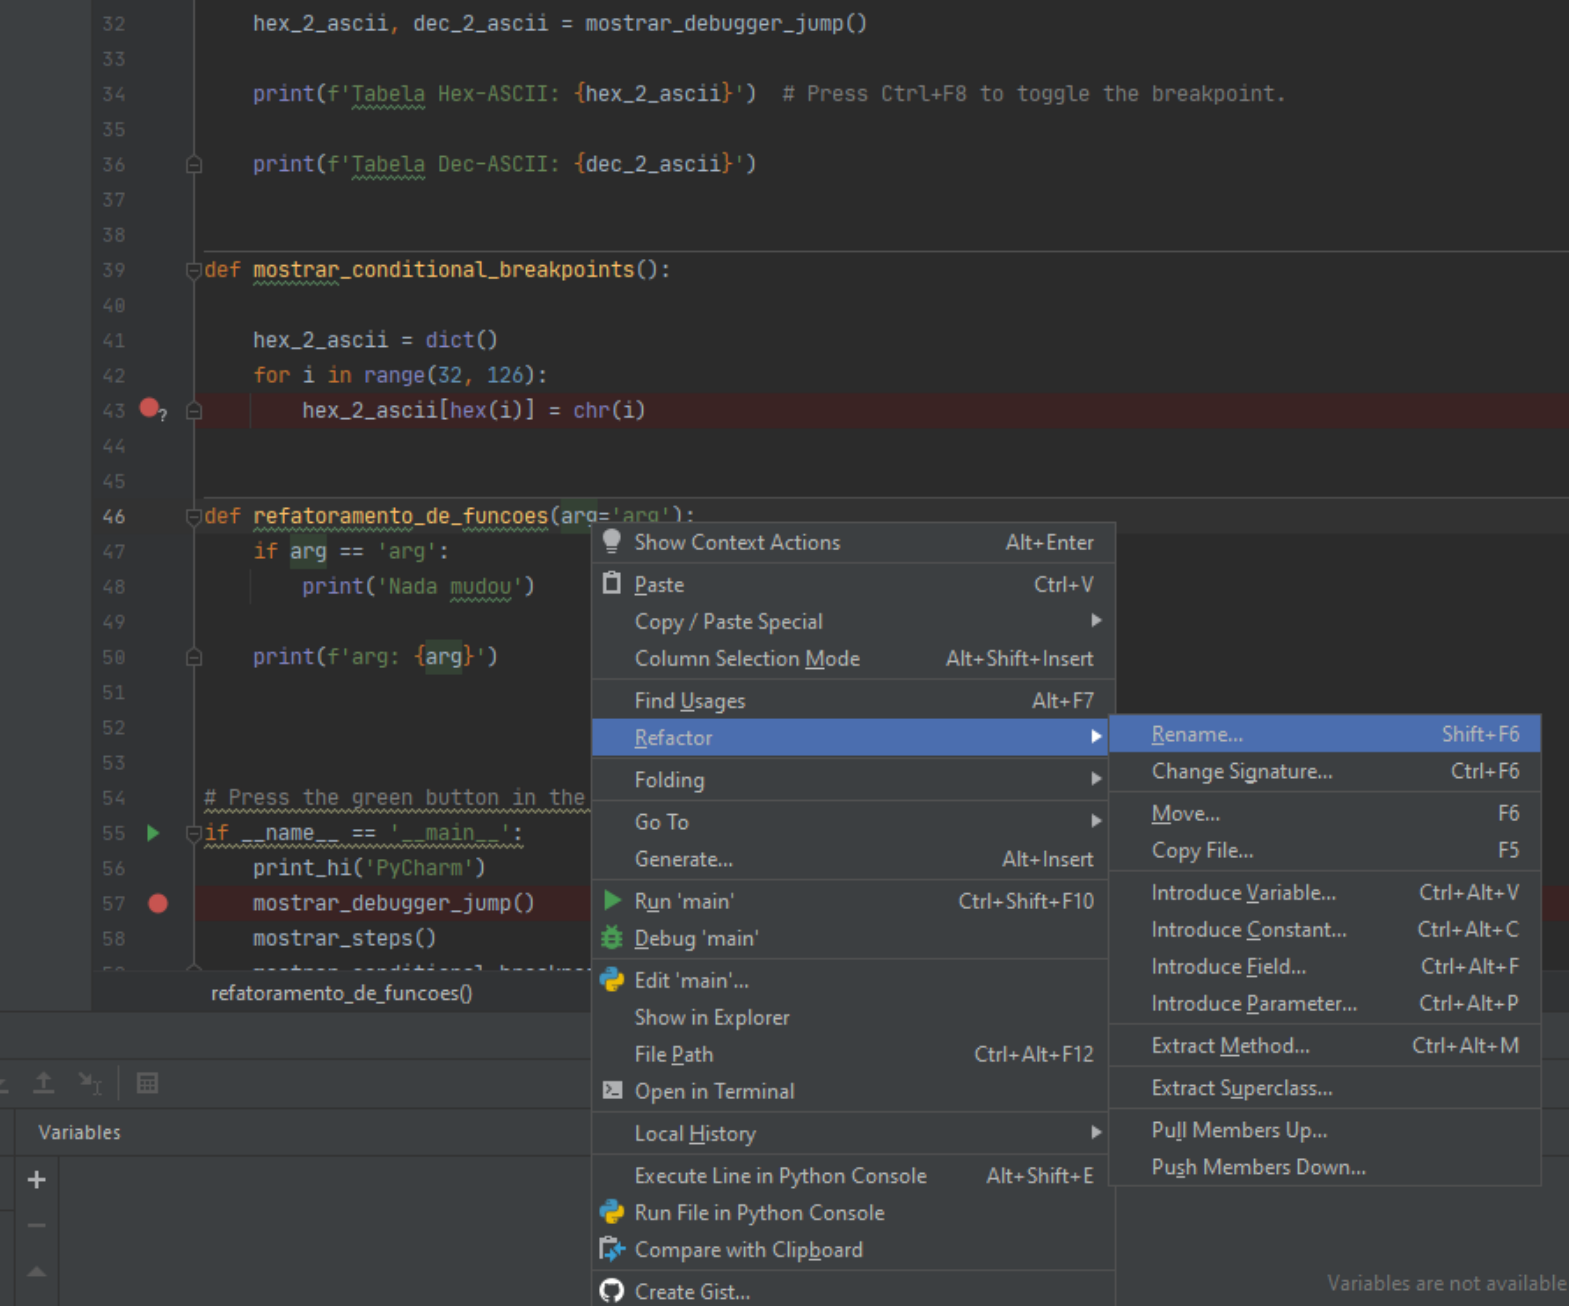 32 hex_2_ascii, dec_2_ascii = mostrar_debugger_jump()
33
34 print(f'Tabela Hex-ASCII: {hex_2_ascii}') # Press Ctrl+F8 to toggle the breakpoint.
35
36 print(f'Tabela Dec-ASCII: {dec_2_ascii}')
37
38
39 def mostrar_conditional_breakpoints():
40
41 hex_2_ascii = dict()
42 for i in range(32, 126):
43 ? hex_2_ascii[hex(i)] = chr(i)
44
45
46 def refatoramento_de_funcoes(arg='arg'):
47 if arg == 'arg':
48 print('Nada mudou')
49
50 print(f'arg: {arg}')
51
52
53
54 # Press the green button in the
55 if __name__ == '__main__':
56 print_hi('PyCharm')
57 mostrar_debugger_jump()
58 mostrar_steps()
refatoramento_de_funcoes()
Show Context Actions Alt+Enter
Paste Ctrl+V
Copy / Paste Special
Column Selection Mode Alt+Shift+Insert
Find Usages Alt+F7
Refactor
Folding
Go To
Generate... Alt+Insert
Run 'main' Ctrl+Shift+F10
Debug 'main'
Edit 'main'...
Show in Explorer
File Path Ctrl+Alt+F12
Open in Terminal
Local History
Execute Line in Python Console Alt+Shift+E
Run File in Python Console
Compare with Clipboard
Create Gist...
Rename... Shift+F6
Change Signature... Ctrl+F6
Move... F6
Copy File... F5
Introduce Variable... Ctrl+Alt+V
Introduce Constant... Ctrl+Alt+C
Introduce Field... Ctrl+Alt+F
Introduce Parameter... Ctrl+Alt+P
Extract Method... Ctrl+Alt+M
Extract Superclass...
Pull Members Up...
Push Members Down...
Variables
Variables are not available